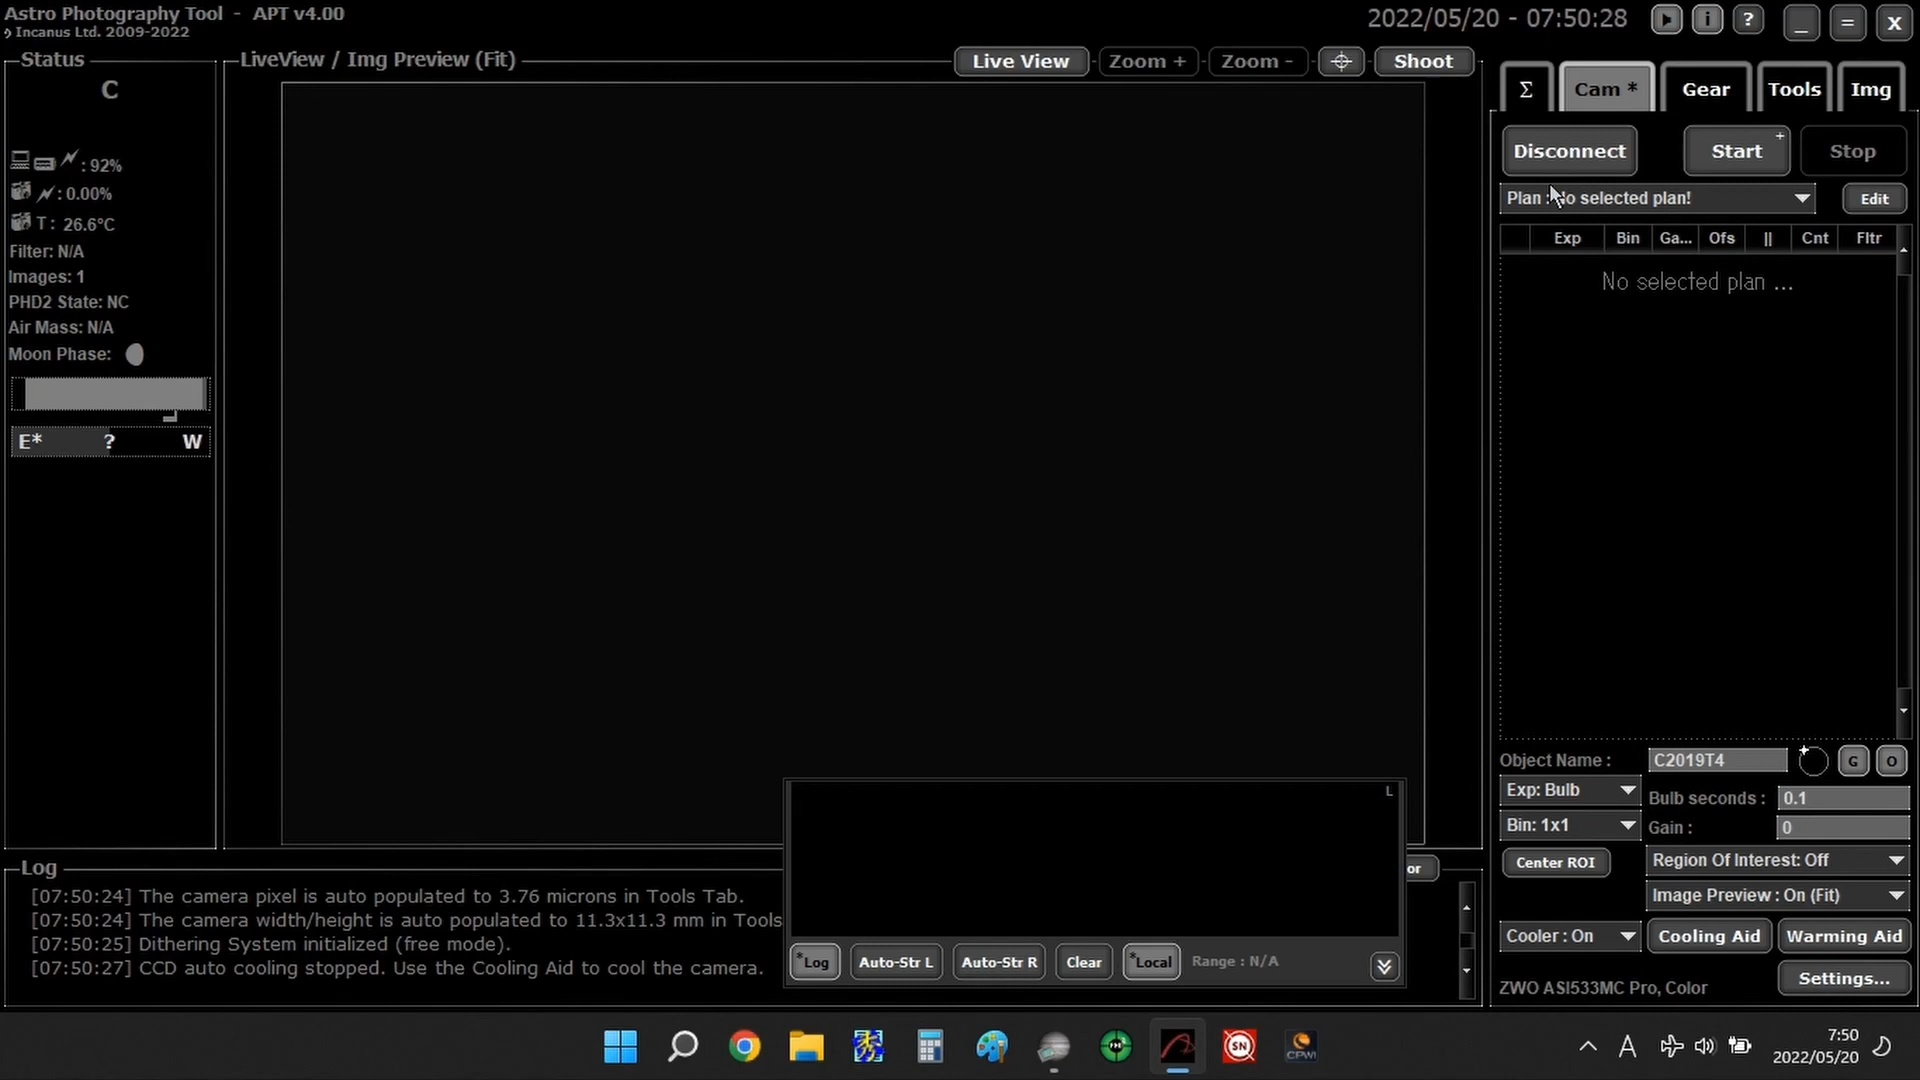 Astro Photography Tool - APT v4.00
Incanus Ltd. 2009-2022
2022/05/20 - 07:50:28
i
?
_
=
X
Status
C
: 92%
: 0.00%
T : 26.6°C
Filter: N/A
Images: 1
PHD2 State: NC
Air Mass: N/A
Moon Phase:
E* ? W
LiveView / Img Preview (Fit)
Live View
Zoom +
Zoom -
Shoot
Σ
Cam *
Gear
Tools
Img
Disconnect
Start +
Stop
Edit
Exp Bin Ga... Ofs || Cnt Fltr
No selected plan ...
Object Name : C2019T4 G O
Exp: Bulb
Bulb seconds : 0.1
Bin: 1x1
Gain : 0
Center ROI
Region Of Interest: Off
Image Preview : On (Fit)
Cooler : On
Cooling Aid
Warming Aid
ZWO ASI533MC Pro, Color
Settings...
Log
[07:50:24] The camera pixel is auto populated to 3.76 microns in Tools Tab.
[07:50:24] The camera width/height is auto populated to 11.3x11.3 mm in Tools
[07:50:25] Dithering System initialized (free mode).
[07:50:27] CCD auto cooling stopped. Use the Cooling Aid to cool the camera.
L
*Log
Auto-Str L
Auto-Str R
Clear
*Local
Range : N/A
or
SN
CPWI
A
7:50
2022/05/20